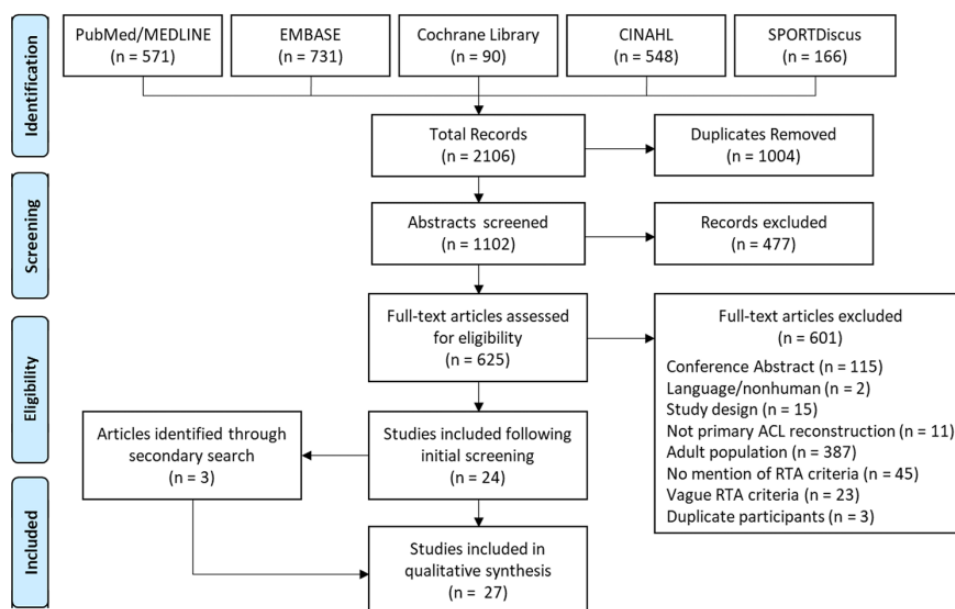 Identification
PubMed/MEDLINE
(n = 571)
EMBASE
(n = 731)
Cochrane Library
(n = 90)
CINAHL
(n = 548)
SPORTDiscus
(n = 166)
Total Records
(n = 2106)
Duplicates Removed
(n = 1004)
Screening
Abstracts screened
(n = 1102)
Records excluded
(n = 477)
Eligibility
Full-text articles assessed
for eligibility
(n = 625)
Full-text articles excluded
(n = 601)
Conference Abstract (n = 115)
Language/nonhuman (n = 2)
Study design (n = 15)
Not primary ACL reconstruction (n = 11)
Adult population (n = 387)
No mention of RTA criteria (n = 45)
Vague RTA criteria (n = 23)
Duplicate participants (n = 3)
Articles identified through
secondary search
(n = 3)
Studies included following
initial screening
(n = 24)
Included
Studies included in
qualitative synthesis
(n = 27)